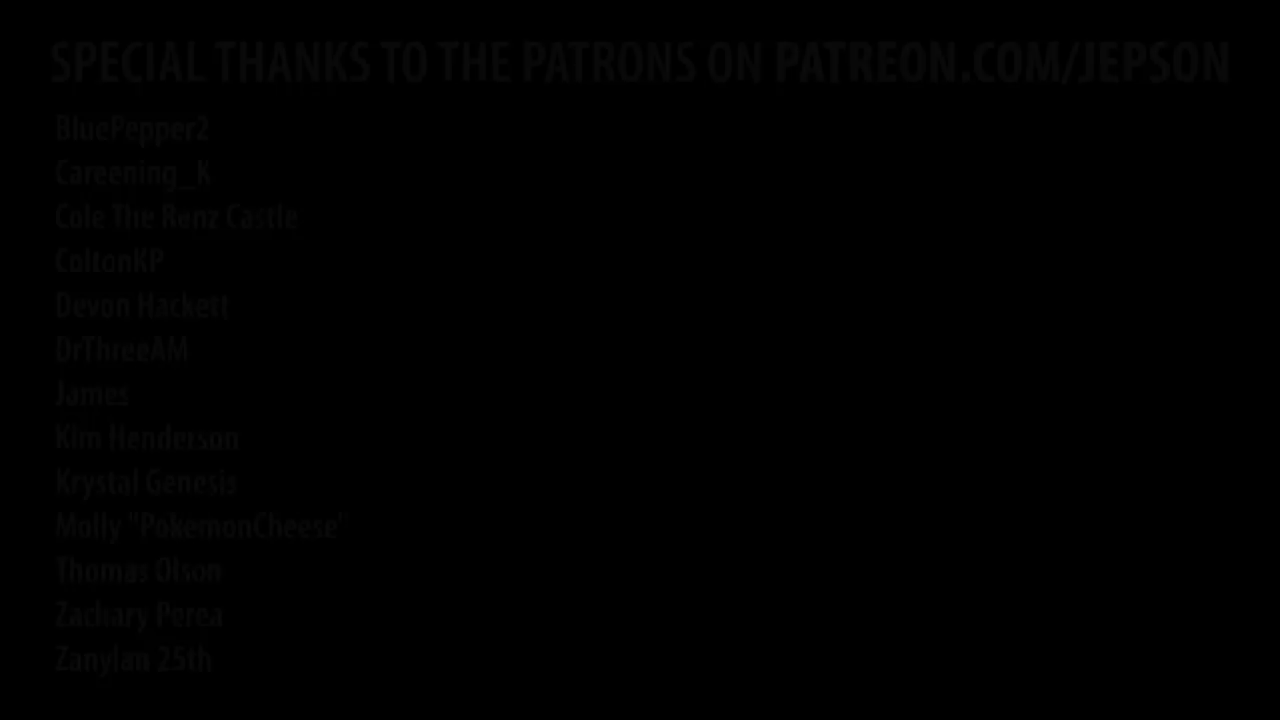 SPECIAL THANKS TO THE PATRONS ON PATREON.COM/JEPSON
BluePepper2
Careening_K
Cole The Renz Castle
ColtonKP
Devon Hackett
DrThreeAM
James
Kim Henderson
Krystal Genesis
Molly "PokemonCheese"
Thomas Olson
Zachary Perea
Zanylan 25th